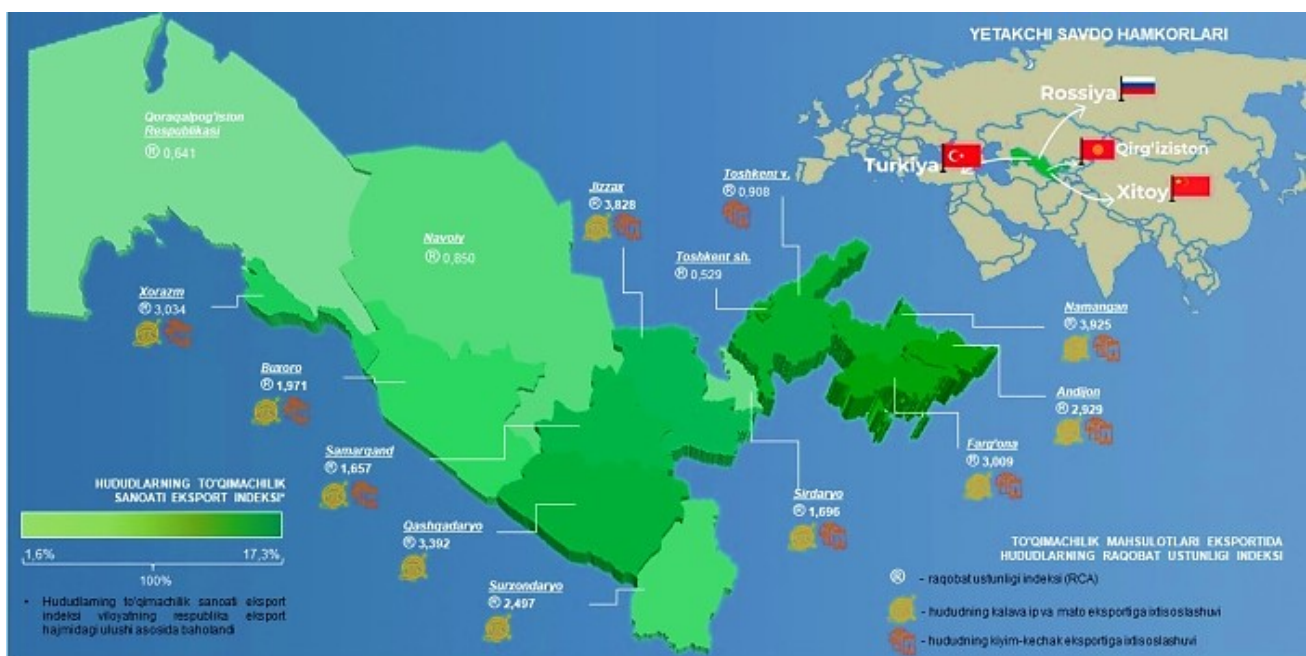 YETAKCHI SAVDO HAMKORLARI
Rossiya
Qirg'iziston
Turkiya
Xitoy
Qoraqalpog'iston
Respublikasi
® 0,641
Navoiy
® 0,850
Jizzax
® 3,828
Toshkent v.
® 0,908
Toshkent sh.
® 0,529
Xorazm
® 3,034
Namangan
® 3,925
Buxoro
® 1,971
Andijon
® 2,929
Samarqand
® 1,657
Farg'ona
® 3,009
Sirdaryo
® 1,696
Qashqadaryo
® 3,392
Surxondaryo
® 2,497
HUDUDLARNING TO'QIMACHILIK
SANOATI EKSPORT INDEKSI*
1,6%
17,3%
100%
• Hududlarning to'qimachilik sanoati eksport
indeksi viloyatning respublika eksport
hajmidagi ulushi asosida baholandi
TO'QIMACHILIK MAHSULOTLARI EKSPORTIDA
HUDUDLARNING RAQOBAT USTUNLIGI INDEKSI
® - raqobat ustunligi indeksi (RCA)
- hududning kalava ip va mato eksportiga ixtisoslashuvi
- hududning kiyim-kechak eksportiga ixtisoslashuvi